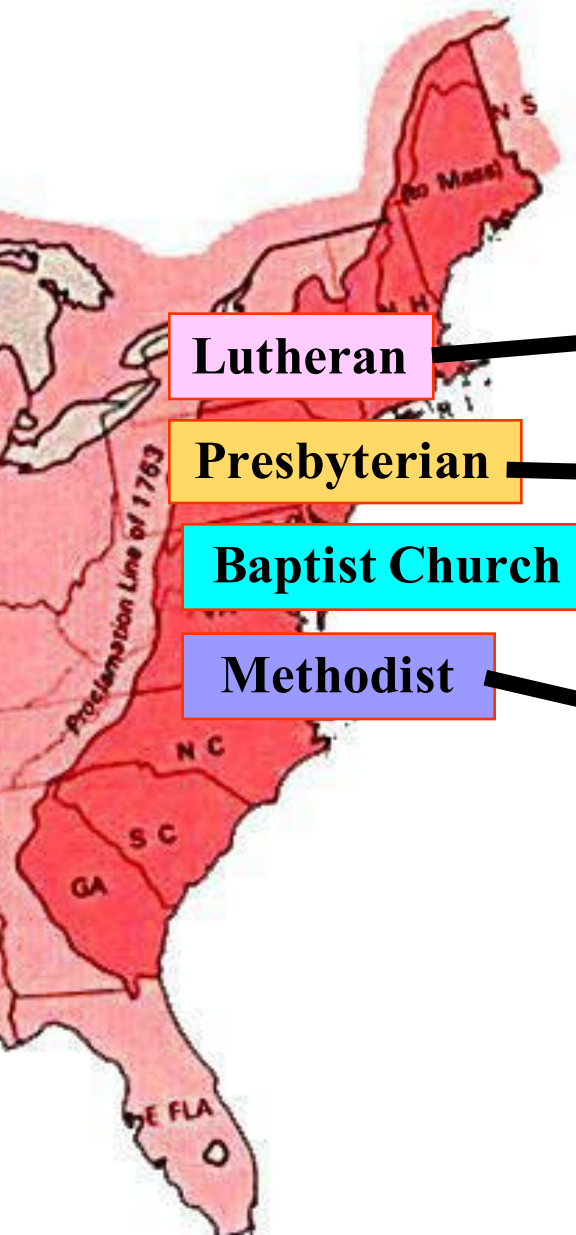 N S
(to Mass)
N H
Lutheran
R I
Presbyterian
Proclamation Line of 1763
Baptist Church
Methodist
N C
S C
GA
E FLA